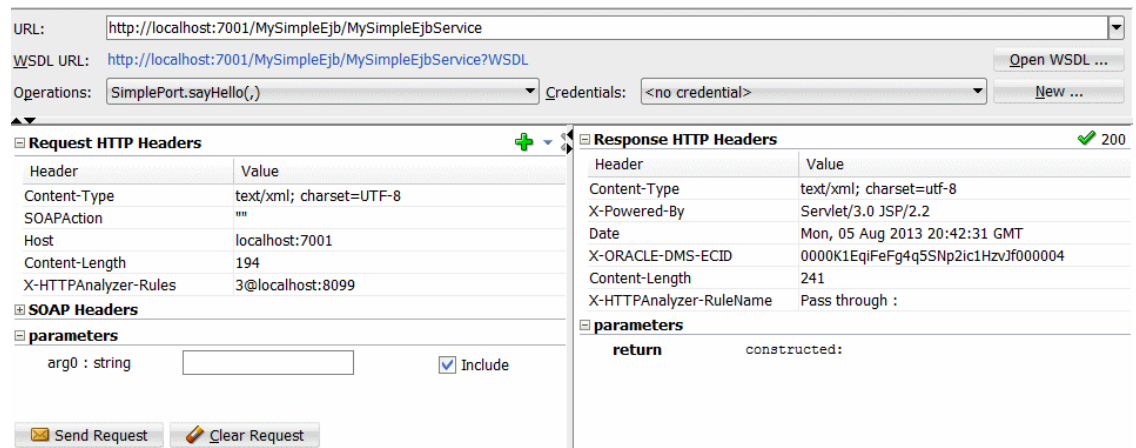 URL: http://localhost:7001/MySimpleEjb/MySimpleEjbService
WSDL URL: http://localhost:7001/MySimpleEjb/MySimpleEjbService?WSDL Open WSDL ...
Operations: SimplePort.sayHello(,) Credentials: <no credential> New ...
Request HTTP Headers
Header Value
Content-Type text/xml; charset=UTF-8
SOAPAction ""
Host localhost:7001
Content-Length 194
X-HTTPAnalyzer-Rules 3@localhost:8099
SOAP Headers
parameters
arg0 : string Include
Send Request Clear Request
Response HTTP Headers 200
Header Value
Content-Type text/xml; charset=utf-8
X-Powered-By Servlet/3.0 JSP/2.2
Date Mon, 05 Aug 2013 20:42:31 GMT
X-ORACLE-DMS-ECID 0000K1EqiFeFg4q5SNp2ic1HzvJf000004
Content-Length 241
X-HTTPAnalyzer-RuleName Pass through :
parameters
return constructed: